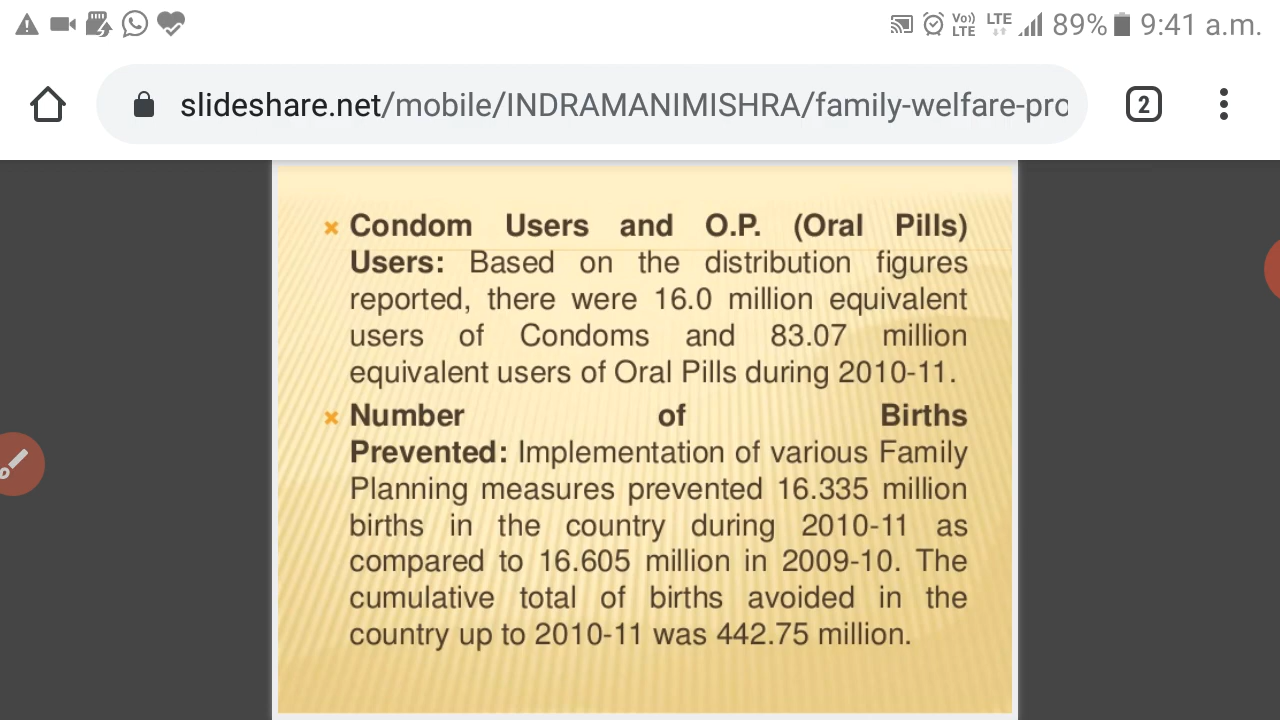 Vo))
LTE
LTE
89%
9:41 a.m.
slideshare.net/mobile/INDRAMANIMISHRA/family-welfare-pro
2
Condom Users and O.P. (Oral Pills)
Users: Based on the distribution figures
reported, there were 16.0 million equivalent
users of Condoms and 83.07 million
equivalent users of Oral Pills during 2010-11.
Number of Births
Prevented: Implementation of various Family
Planning measures prevented 16.335 million
births in the country during 2010-11 as
compared to 16.605 million in 2009-10. The
cumulative total of births avoided in the
country up to 2010-11 was 442.75 million.